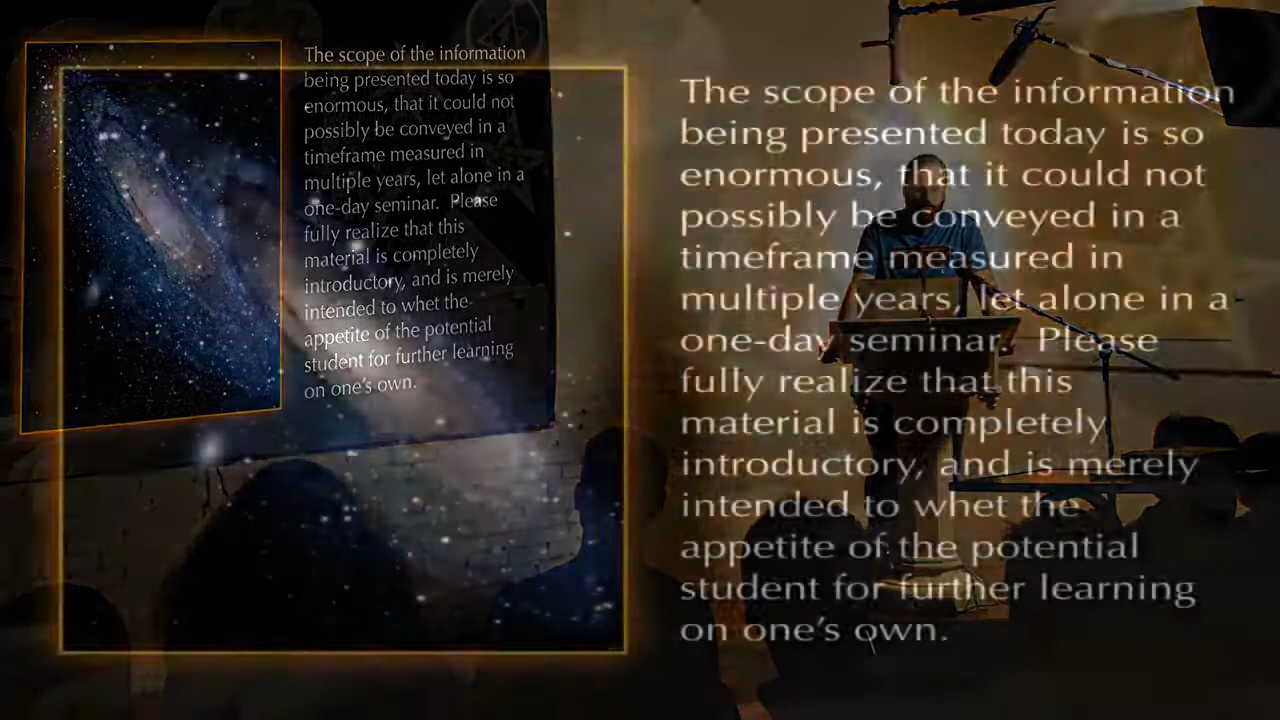 The scope of the information
being presented today is so
enormous, that it could not
possibly be conveyed in a
timeframe measured in
multiple years, let alone in a
one-day seminar.  Please
fully realize that this
material is completely
introductory, and is merely
intended to whet the
appetite of the potential
student for further learning
on one's own.
The scope of the information
being presented today is so
enormous, that it could not
possibly be conveyed in a
timeframe measured in
multiple years, let alone in a
one-day seminar.  Please
fully realize that this
material is completely
introductory, and is merely
intended to whet the
appetite of the potential
student for further learning
on one's own.